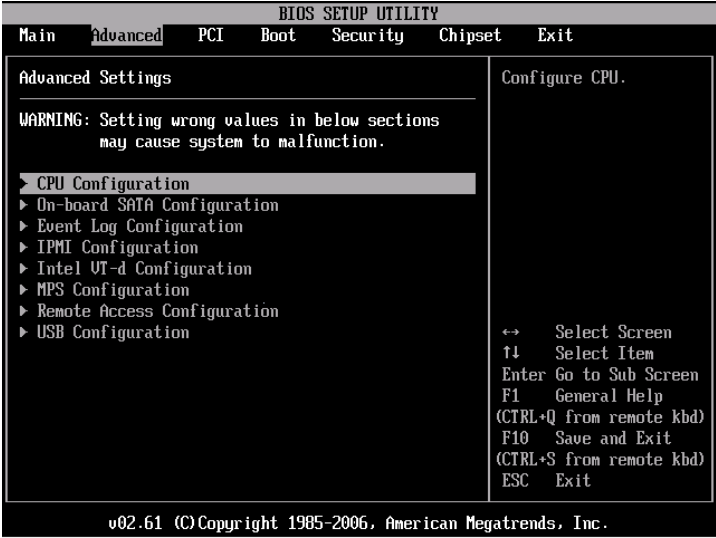 BIOS SETUP UTILITY
Main Advanced PCI Boot Security Chipset Exit
Advanced Settings
WARNING: Setting wrong values in below sections
may cause system to malfunction.
▶ CPU Configuration
▶ On-board SATA Configuration
▶ Event Log Configuration
▶ IPMI Configuration
▶ Intel VT-d Configuration
▶ MPS Configuration
▶ Remote Access Configuration
▶ USB Configuration
Configure CPU.
↔ Select Screen
↑↓ Select Item
Enter Go to Sub Screen
F1 General Help
(CTRL+Q from remote kbd)
F10 Save and Exit
(CTRL+S from remote kbd)
ESC Exit
v02.61 (C)Copyright 1985-2006, American Megatrends, Inc.